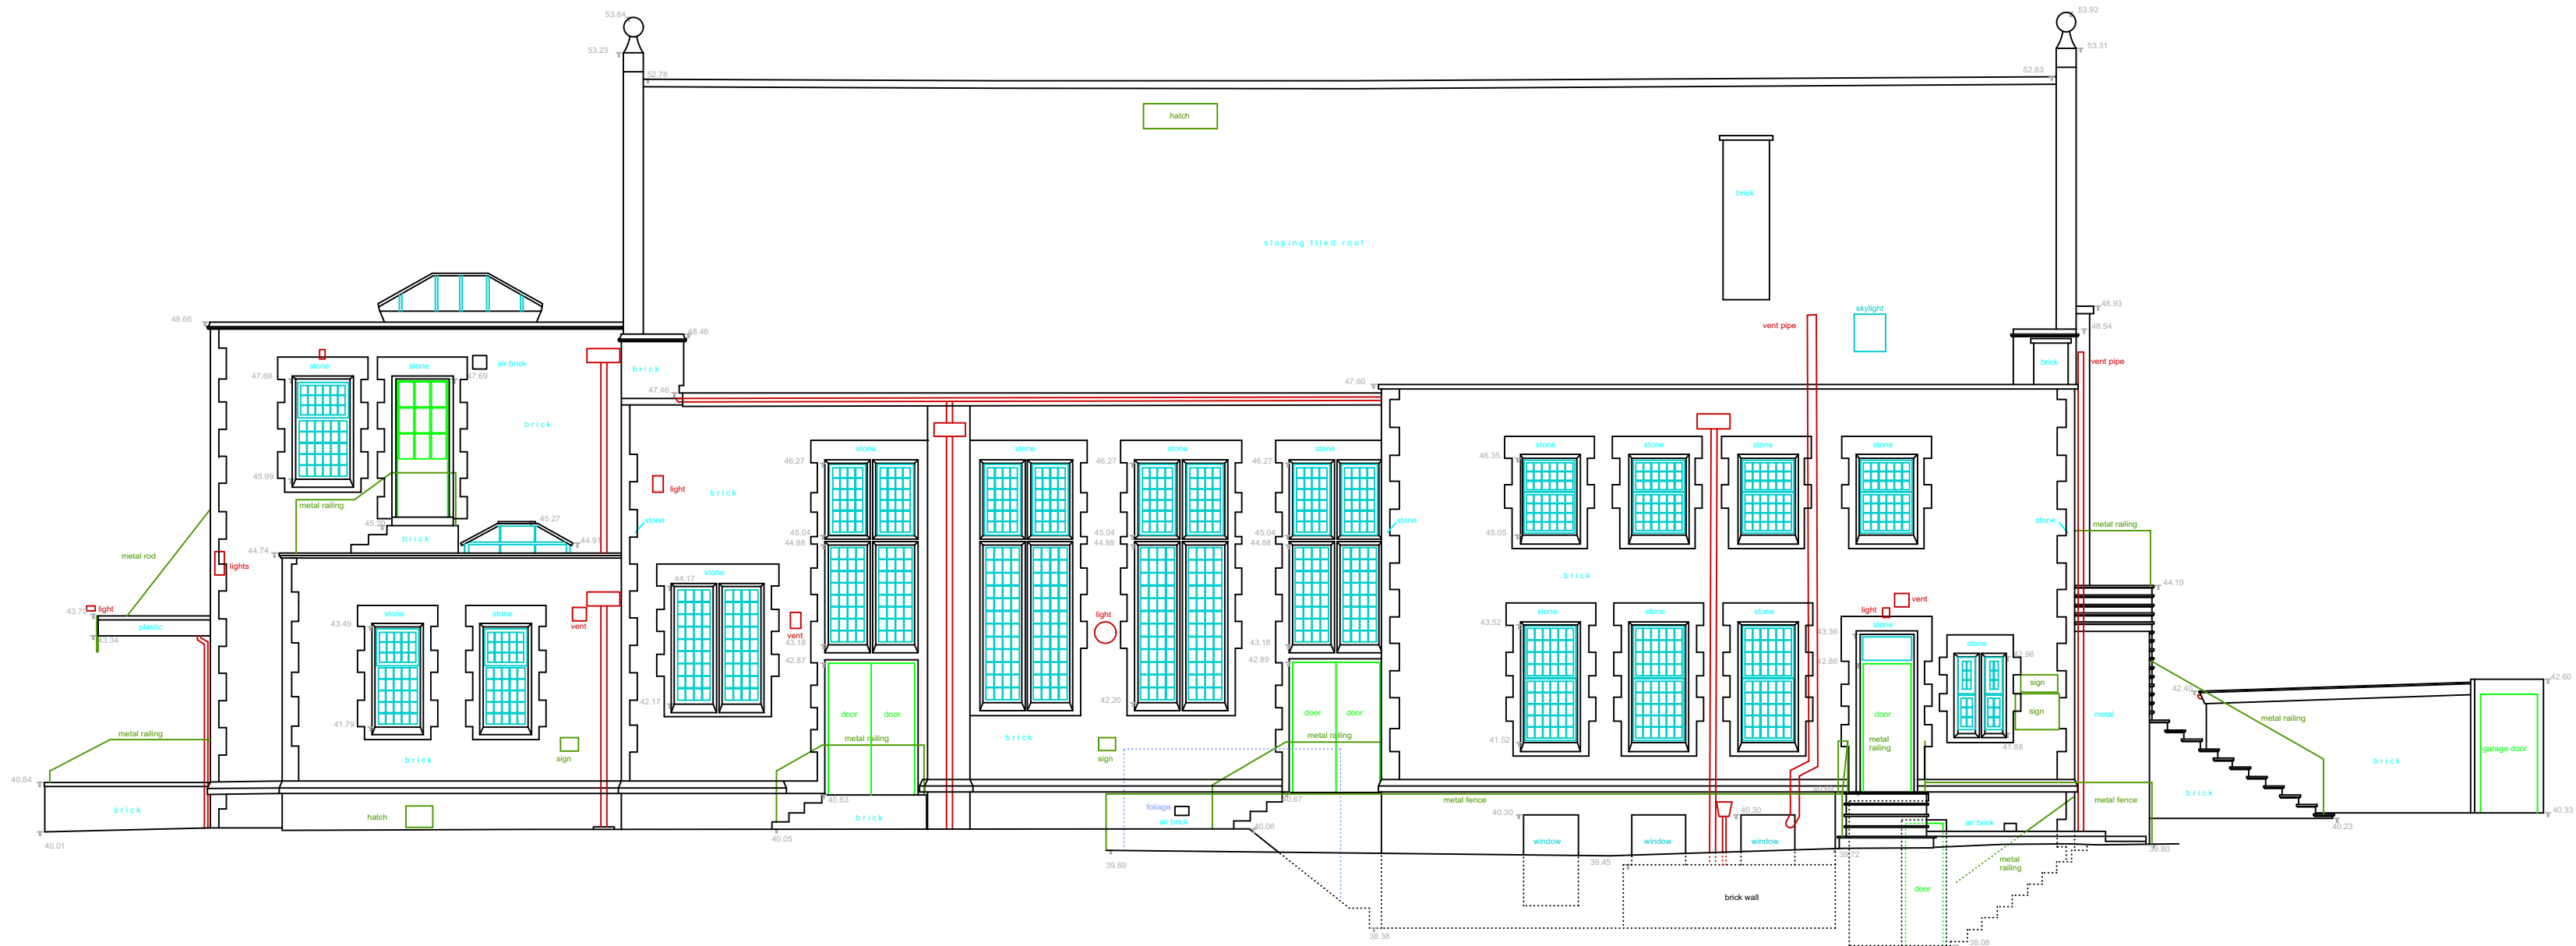 53.84
53.92
53.23
53.31
52.78
52.83
hatch
brick
sloping tiled roof
48.93
skylight
48.66
vent pipe
48.46
48.54
stone
stone
air brick
brick
brick
vent pipe
47.69
47.69
47.46
47.60
brick
stone
stone
stone
stone
stone
stone
stone
stone
46.27
46.27
46.27
46.35
45.99
light
brick
metal railing
45.20
45.27
stone
stone
stone
metal railing
45.04
45.04
45.04
45.05
brick
44.91
44.88
44.88
44.88
44.74
metal rod
lights
stone
brick
44.17
44.19
light
43.70
stone
stone
vent
light
stone
stone
stone
light
vent
stone
plastic
43.34
43.49
vent
43.18
43.18
43.52
43.36
stone
42.87
42.89
42.86
42.98
42.60
sign
42.40
42.17
42.20
door
door
door
door
door
sign
metal
metal railing
41.79
metal railing
metal railing
brick
metal railing
41.52
metal
railing
41.68
garage door
brick
sign
sign
brick
40.84
brick
40.63
40.67
metal fence
metal fence
brick
brick
hatch
brick
foliage
air brick
40.30
40.30
air brick
40.01
40.05
40.06
40.23
40.33
window
window
window
39.69
39.45
39.72
39.80
metal
railing
door
brick wall
38.38
38.08